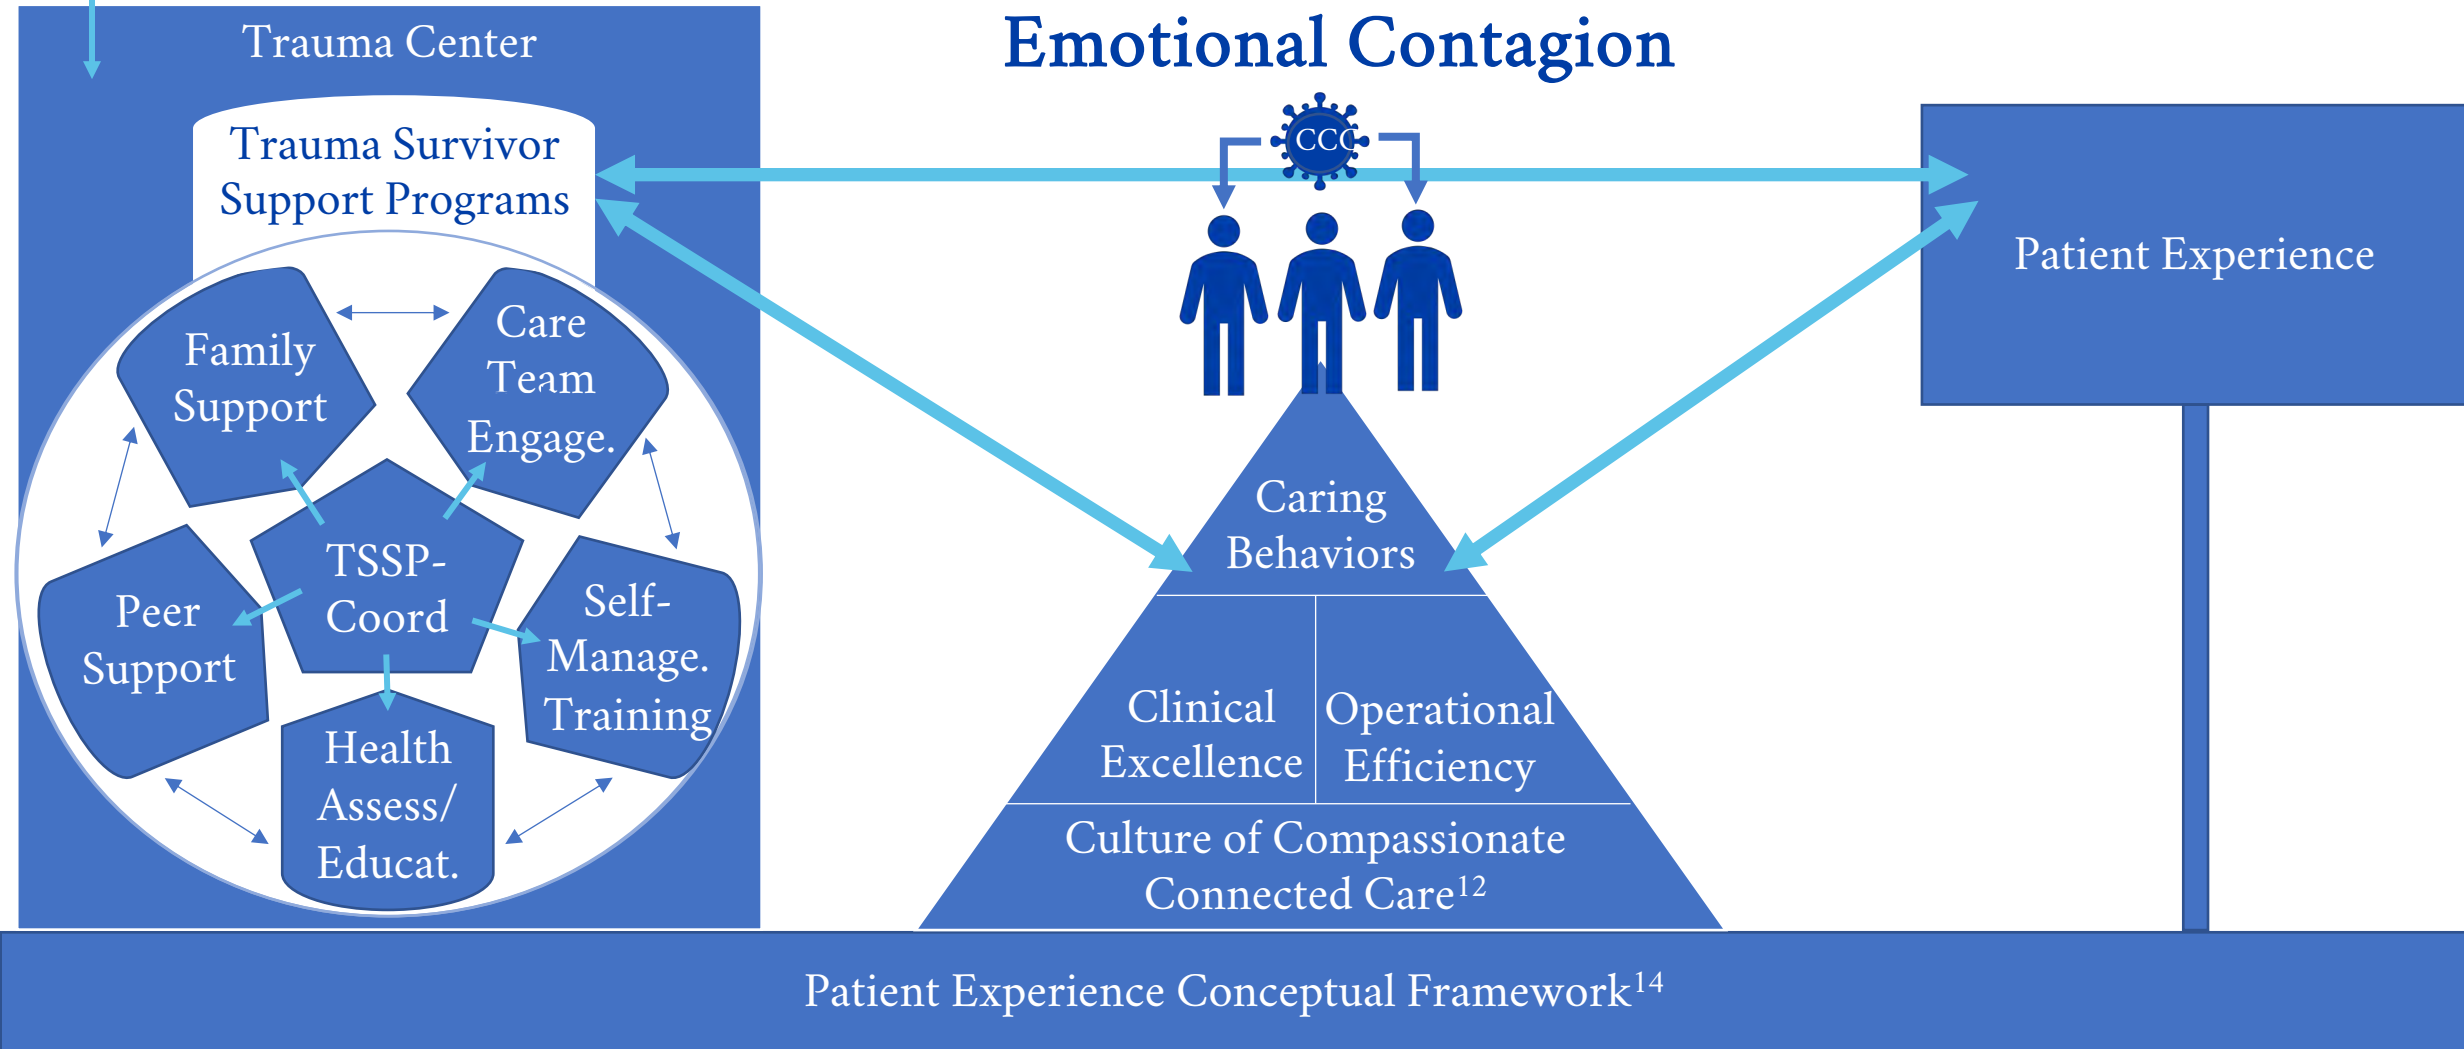 Trauma Center
Trauma Survivor
Support Programs
Family
Support
Care
Team
Engage.
TSSP-
Coord
Peer
Support
Self-
Manage.
Training
Health
Assess/
Educat.
Emotional Contagion
CCC
Caring
Behaviors
Clinical
Excellence
Operational
Efficiency
Culture of Compassionate
Connected Care¹²
Patient Experience
Patient Experience Conceptual Framework¹⁴